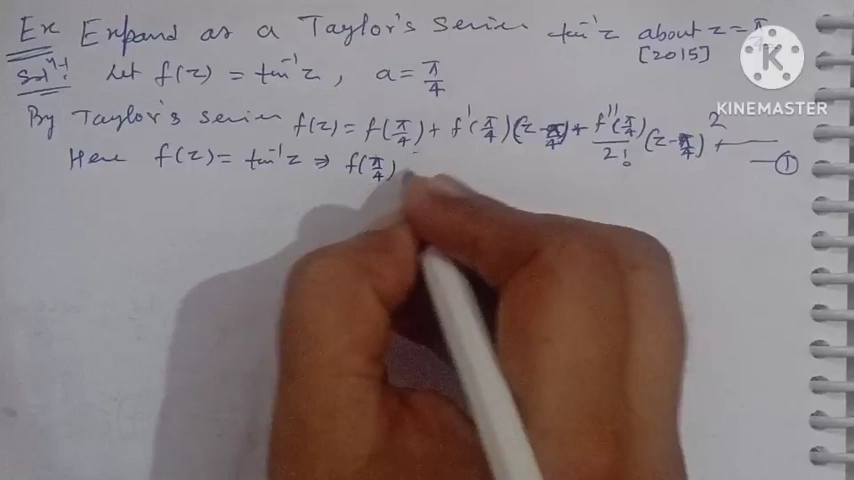 Ex Expand as a Taylor's Series tan⁻¹z about z = π/4
[2015]
Solⁿ! Let f(z) = tan⁻¹z, a = π/4
By Taylor's series f(z) = f(π/4) + f'(π/4)(z-π/4) + f''(π/4)/2! (z-π/4)² + — — ①
Here f(z) = tan⁻¹z ⇒ f(π/4)
KINEMASTER